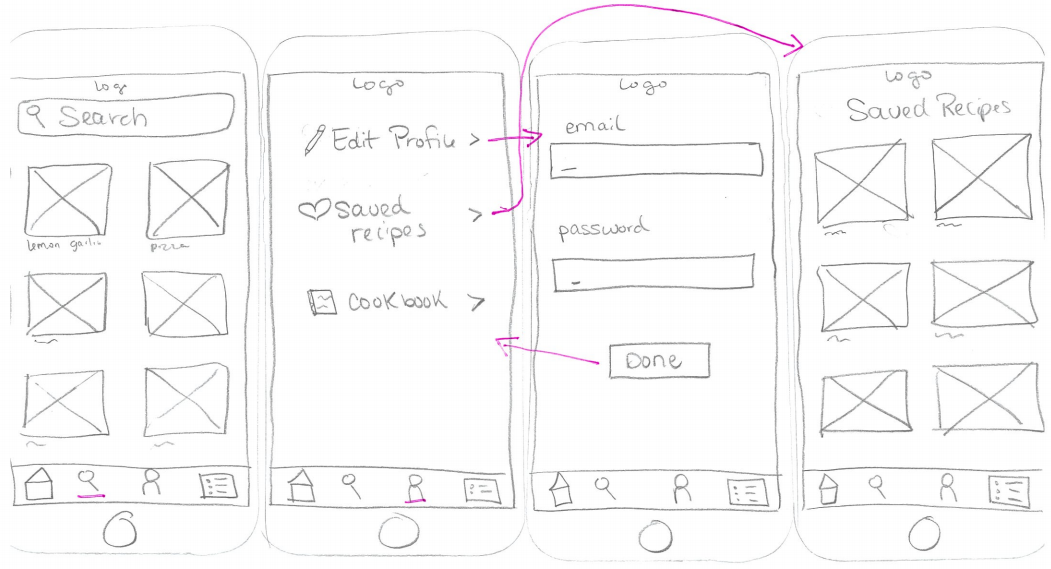 Logo
Search
lemon garlic
pizza
Logo
Edit Profile >
Saved >
recipes
Cookbook >
Logo
email
password
Done
Logo
Saved Recipes